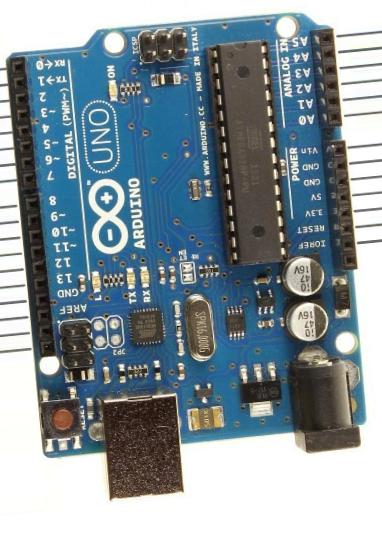 ICSP
ON
RX◄0
TX►1
2
~3
4
~5
~6
7
DIGITAL (PWM~)
8
~9
~10
~11
12
13
GND
AREF
UNO
ARDUINO
TX
RX
WWW.ARDUINO.CC - MADE IN ITALY
ANALOG IN
A5
A4
A3
A2
A1
A0
POWER
Vin
GND
GND
5V
3.3V
RESET
IOREF
47
16V
47
16V
JP2